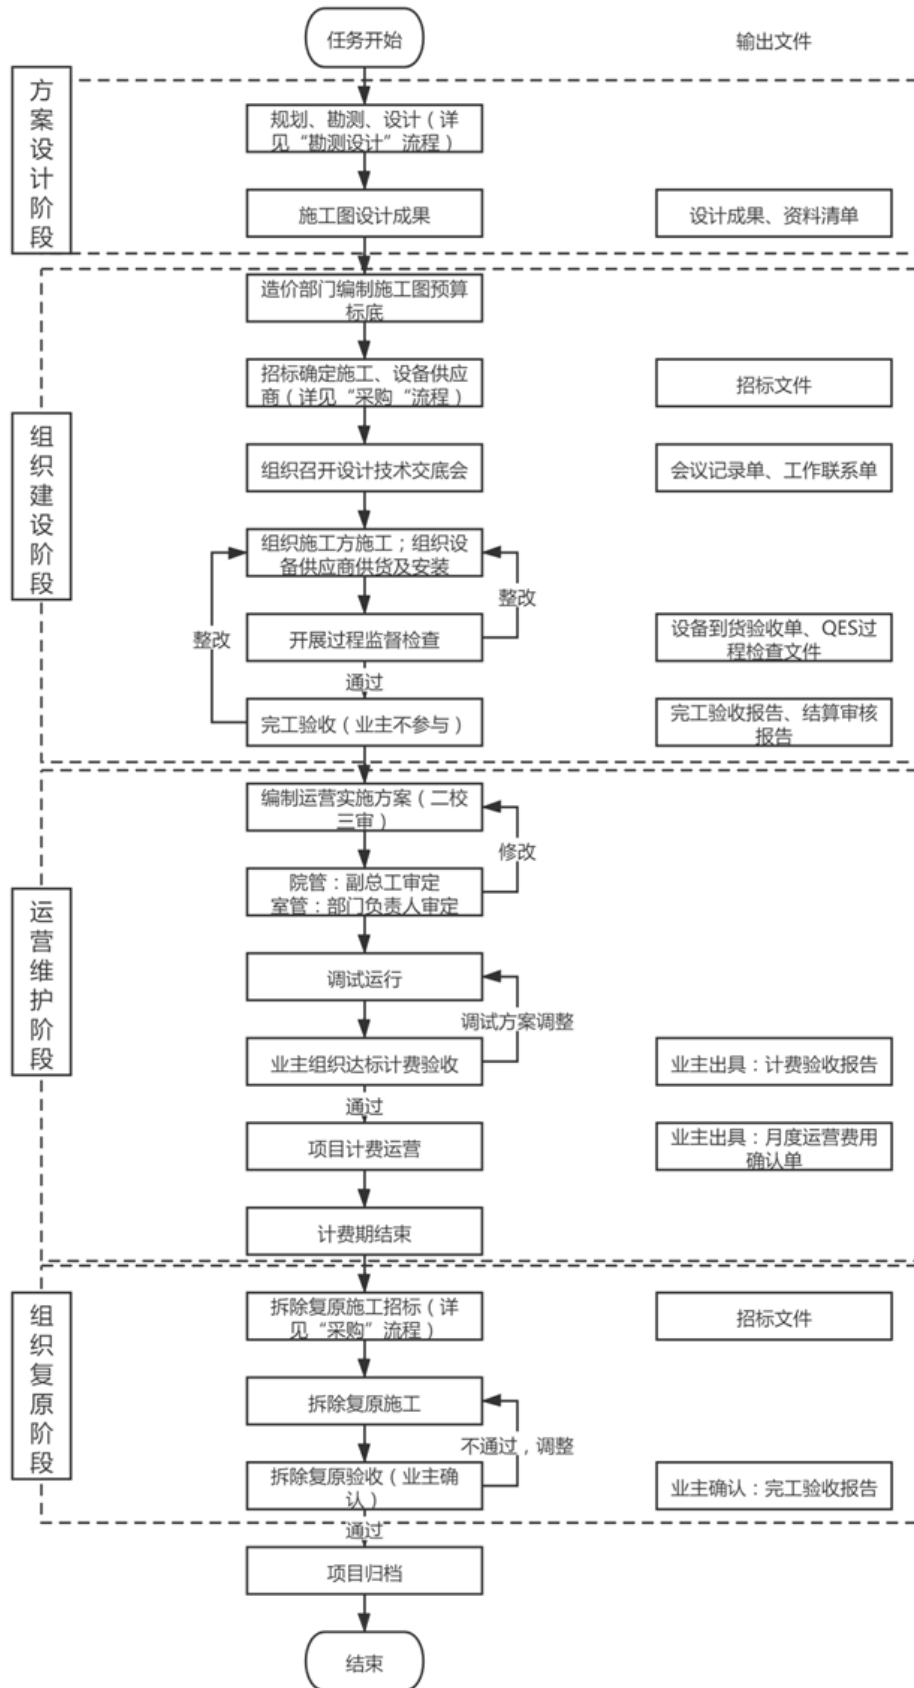 任务开始
输出文件
方案设计阶段
规划、勘测、设计（详
见“勘测设计”流程）
施工图设计成果
设计成果、资料清单
组织建设阶段
造价部门编制施工图预算
标底
招标确定施工、设备供应
商（详见“采购“流程）
招标文件
组织召开设计技术交底会
会议记录单、工作联系单
组织施工方施工；组织设
备供应商供货及安装
整改
整改
开展过程监督检查
设备到货验收单、QES过
程检查文件
通过
完工验收（业主不参与）
完工验收报告、结算审核
报告
运营维护阶段
编制运营实施方案（二校
三审）
修改
院管：副总工审定
室管：部门负责人审定
调试运行
调试方案调整
业主组织达标计费验收
业主出具：计费验收报告
通过
项目计费运营
业主出具：月度运营费用
确认单
计费期结束
组织复原阶段
拆除复原施工招标（详
见“采购”流程）
招标文件
拆除复原施工
不通过，调整
拆除复原验收（业主确
认）
业主确认：完工验收报告
通过
项目归档
结束